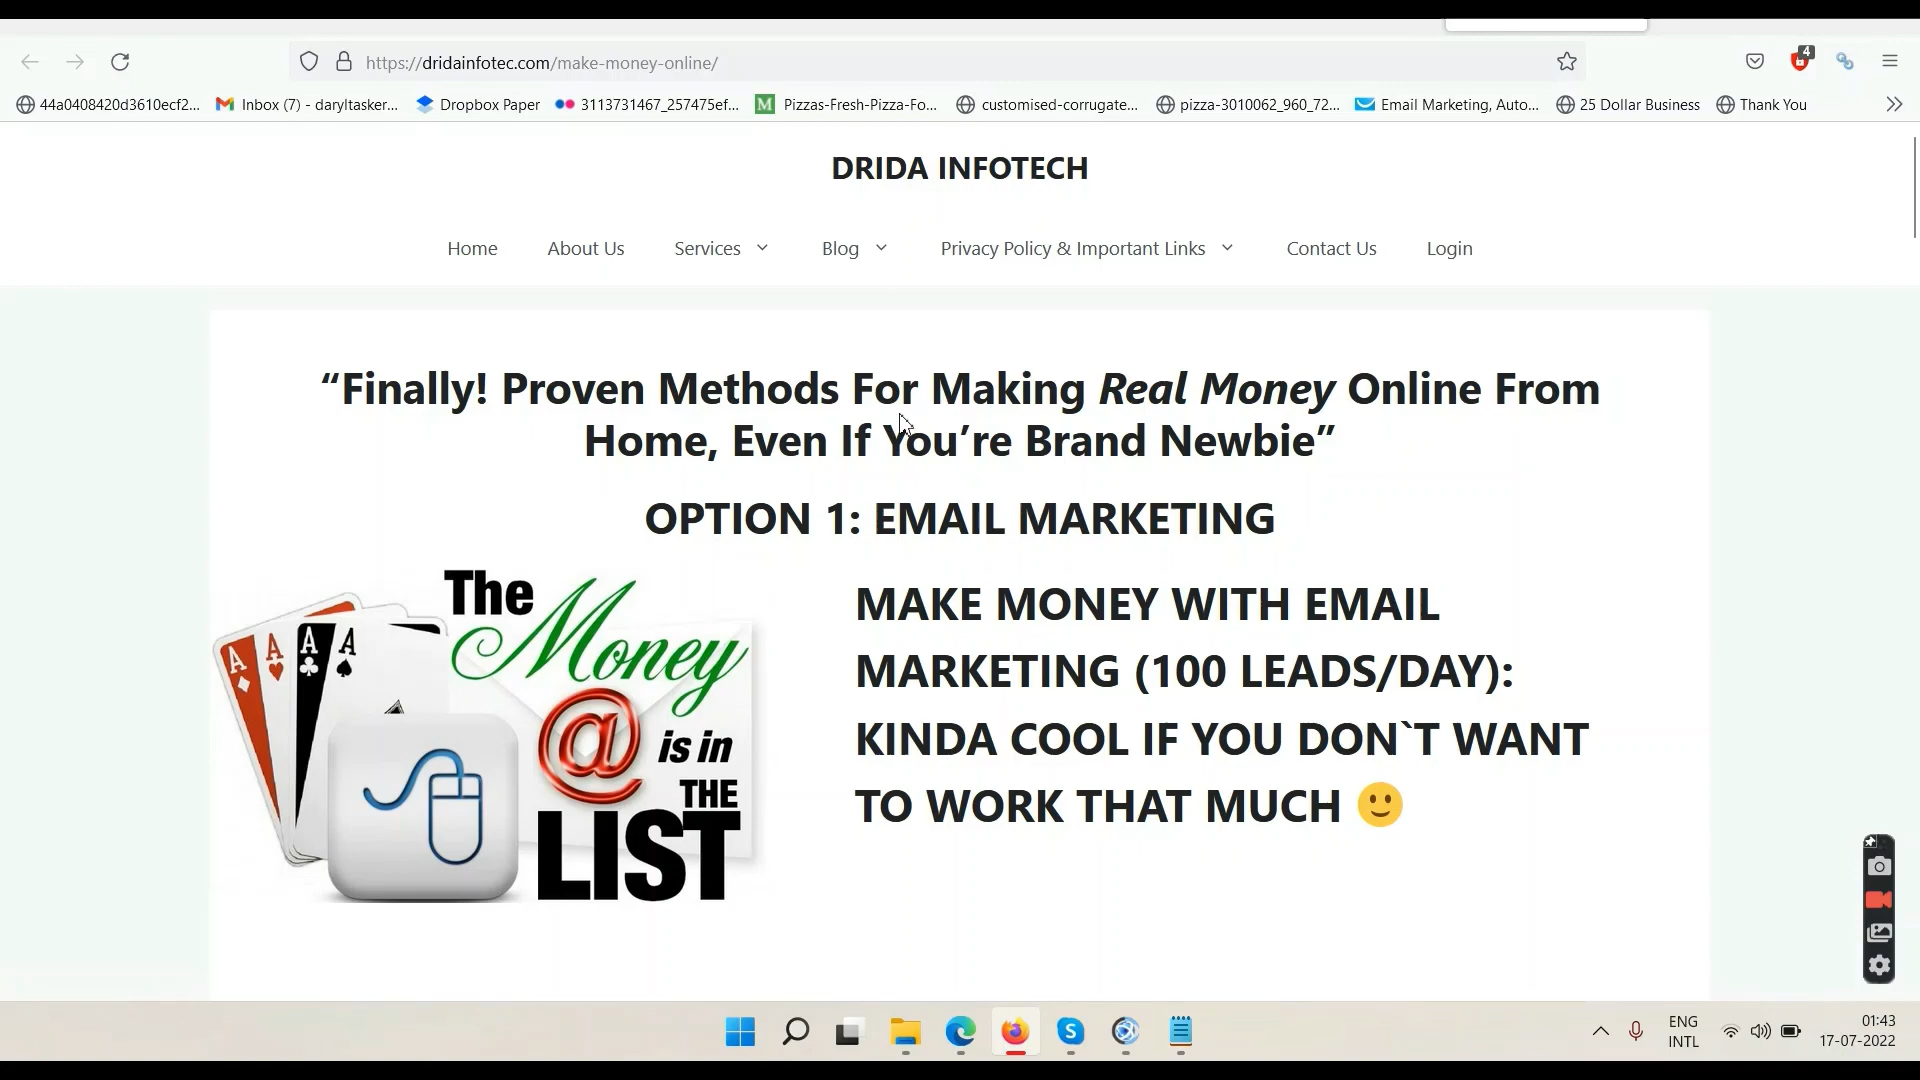 https://dridainfotec.com/make-money-online/
4
44a0408420d3610ecf2...
Inbox (7) - daryltasker...
Dropbox Paper
3113731467_257475ef...
M
Pizzas-Fresh-Pizza-Fo...
customised-corrugate...
pizza-3010062_960_72...
Email Marketing, Auto...
25 Dollar Business
Thank You
DRIDA INFOTECH
Home
About Us
Services
Blog
Privacy Policy & Important Links
Contact Us
Login
“Finally! Proven Methods For Making Real Money Online From
Home, Even If You’re Brand Newbie”
OPTION 1: EMAIL MARKETING
A A A A
The
Money
@ is in
THE
LIST
MAKE MONEY WITH EMAIL
MARKETING (100 LEADS/DAY):
KINDA COOL IF YOU DON`T WANT
TO WORK THAT MUCH 🙂
S
ENG
INTL
01:43
17-07-2022